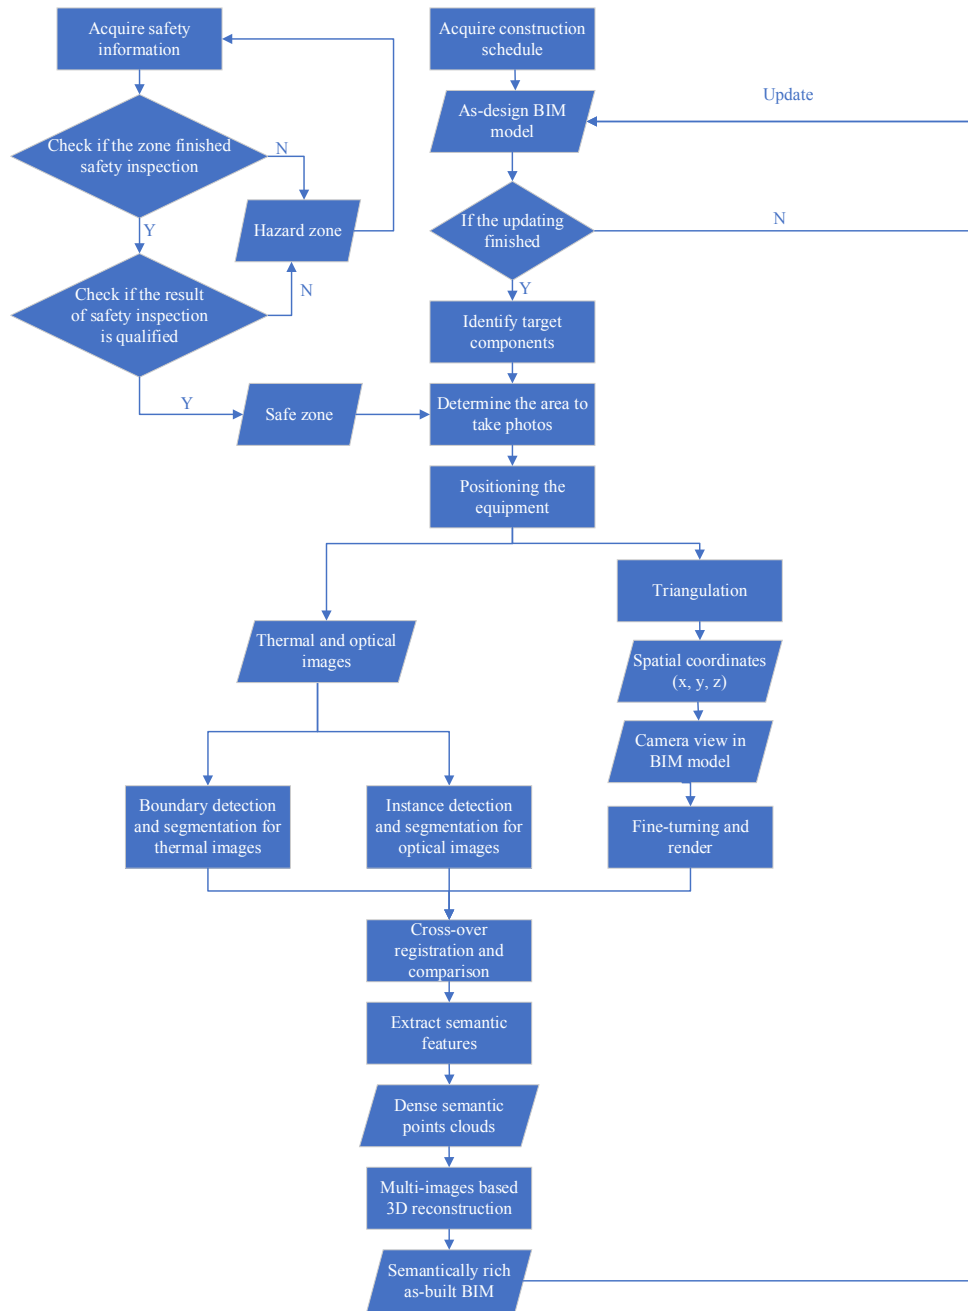 Acquire safety
information
Check if the zone finished
safety inspection
N
Hazard zone
Y
Check if the result
of safety inspection
is qualified
N
Y
Safe zone
Acquire construction
schedule
As-design BIM
model
Update
If the updating
finished
N
Y
Identify target
components
Determine the area to
take photos
Positioning the
equipment
Thermal and optical
images
Triangulation
Spatial coordinates
(x, y, z)
Camera view in
BIM model
Boundary detection
and segmentation for
thermal images
Instance detection
and segmentation for
optical images
Fine-turning and
render
Cross-over
registration and
comparison
Extract semantic
features
Dense semantic
points clouds
Multi-images based
3D reconstruction
Semantically rich
as-built BIM